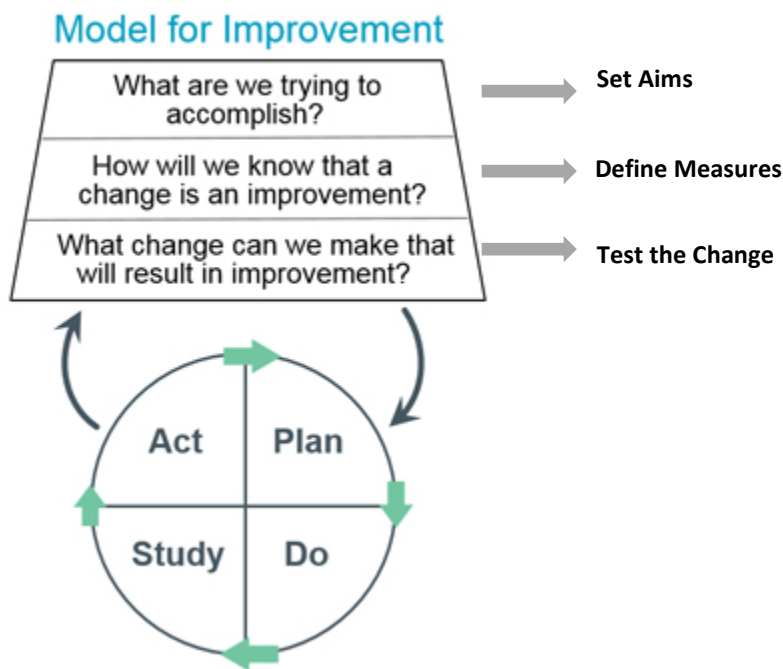 Model for Improvement
What are we trying to
accomplish?
Set Aims
How will we know that a
change is an improvement?
Define Measures
What change can we make that
will result in improvement?
Test the Change
Act
Plan
Study
Do